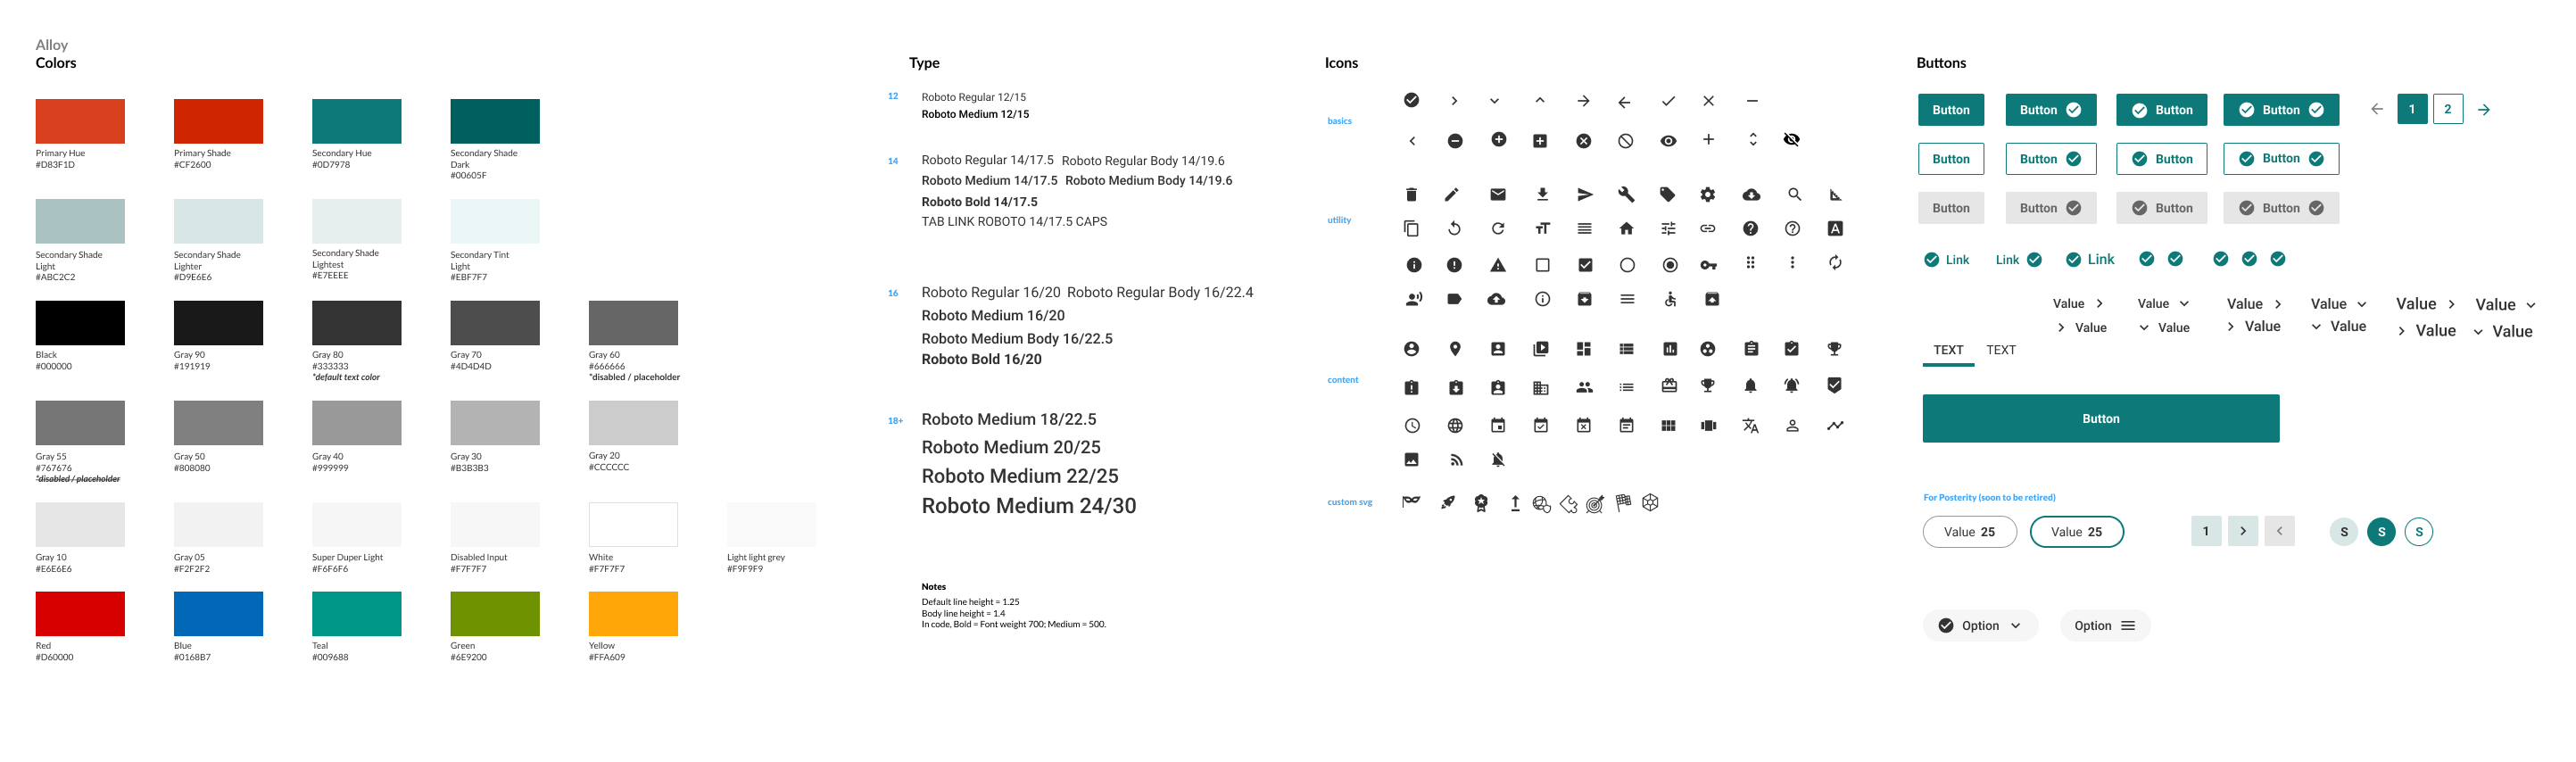 Alloy
Colors
Primary Hue
#D83F1D
Primary Shade
#CF2600
Secondary Hue
#0D7978
Secondary Shade
Dark
#00605F
Secondary Shade
Light
#ABC2C2
Secondary Shade
Lighter
#D9E6E6
Secondary Shade
Lightest
#E7EEEE
Secondary Tint
Light
#EBF7F7
Black
#000000
Gray 90
#191919
Gray 80
#333333
*default text color
Gray 70
#4D4D4D
Gray 60
#666666
*disabled / placeholder
Gray 55
#767676
*disabled / placeholder
Gray 50
#808080
Gray 40
#999999
Gray 30
#B3B3B3
Gray 20
#CCCCCC
Gray 10
#E6E6E6
Gray 05
#F2F2F2
Super Duper Light
#F6F6F6
Disabled Input
#F7F7F7
White
#F7F7F7
Light light grey
#F9F9F9
Red
#D60000
Blue
#0168B7
Teal
#009688
Green
#6E9200
Yellow
#FFA609
Type
12
Roboto Regular 12/15
Roboto Medium 12/15
14
Roboto Regular 14/17.5 Roboto Regular Body 14/19.6
Roboto Medium 14/17.5 Roboto Medium Body 14/19.6
Roboto Bold 14/17.5
TAB LINK ROBOTO 14/17.5 CAPS
16
Roboto Regular 16/20 Roboto Regular Body 16/22.4
Roboto Medium 16/20
Roboto Medium Body 16/22.5
Roboto Bold 16/20
18+
Roboto Medium 18/22.5
Roboto Medium 20/25
Roboto Medium 22/25
Roboto Medium 24/30
Notes
Default line height = 1.25
Body line height = 1.4
In code, Bold = Font weight 700; Medium = 500.
Icons
basics
utility
content
custom svg
Buttons
Button Button Button Button 1 2
Button Button Button Button
Button Button Button Button
Link Link Link
Value Value Value Value Value Value
Value Value Value Value Value Value
TEXT TEXT
Button
For Posterity (soon to be retired)
Value 25 Value 25 1 S S S
Option Option